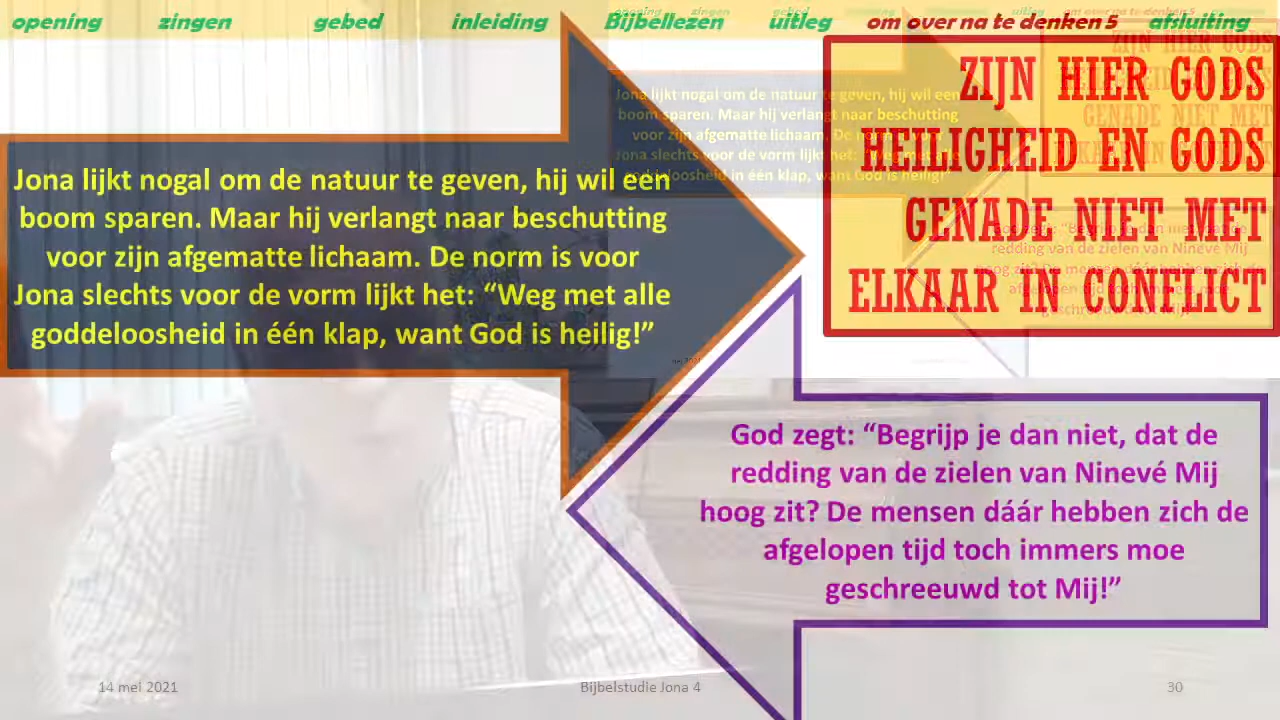 opening zingen gebed inleiding Bijbellezen uitleg om over na te denken 5 afsluiting
ZIJN HIER GODS
HEILIGHEID EN GODS
GENADE NIET MET
ELKAAR IN CONFLICT
Jona lijkt nogal om de natuur te geven, hij wil een
boom sparen. Maar hij verlangt naar beschutting
voor zijn afgematte lichaam. De norm is voor
Jona slechts voor de vorm lijkt het: “Weg met alle
goddeloosheid in één klap, want God is heilig!”
God zegt: “Begrijp je dan niet, dat de
redding van de zielen van Ninevé Mij
hoog zit? De mensen dáár hebben zich de
afgelopen tijd toch immers moe
geschreeuwd tot Mij!”
14 mei 2021 Bijbelstudie Jona 4 30